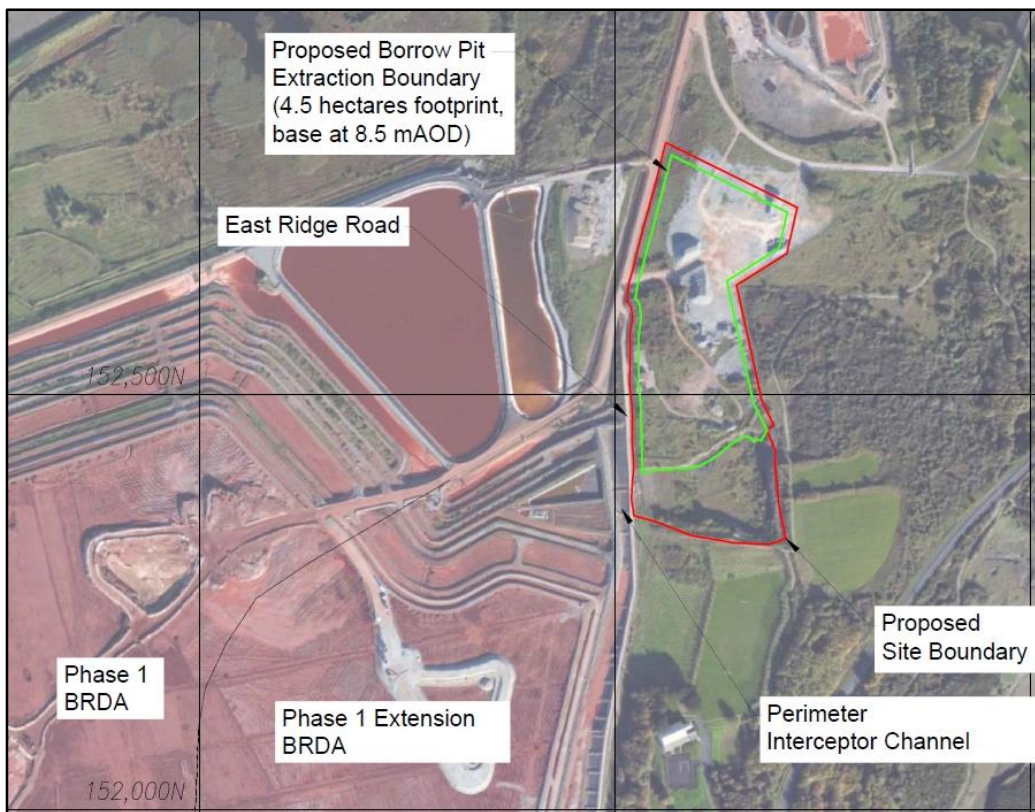 Proposed Borrow Pit
Extraction Boundary
(4.5 hectares footprint,
base at 8.5 mAOD)
East Ridge Road
152,500N
Proposed
Site Boundary
Phase 1
BRDA
Phase 1 Extension
BRDA
Perimeter
Interceptor Channel
152,000N